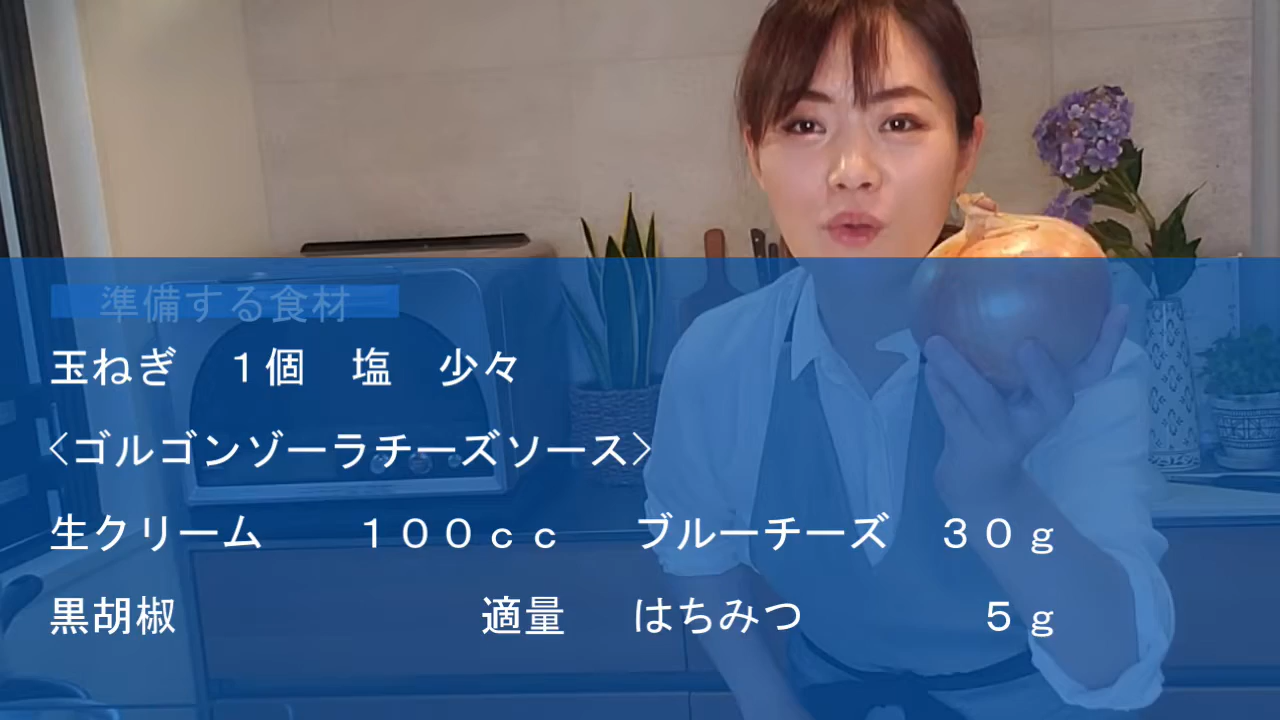 準備する食材
玉ねぎ　１個　塩　少々
<ゴルゴンゾーラチーズソース>
生クリーム　　１００ｃｃ　ブルーチーズ　３０ｇ
黒胡椒　　　　　　　適量　はちみつ　　　　５ｇ